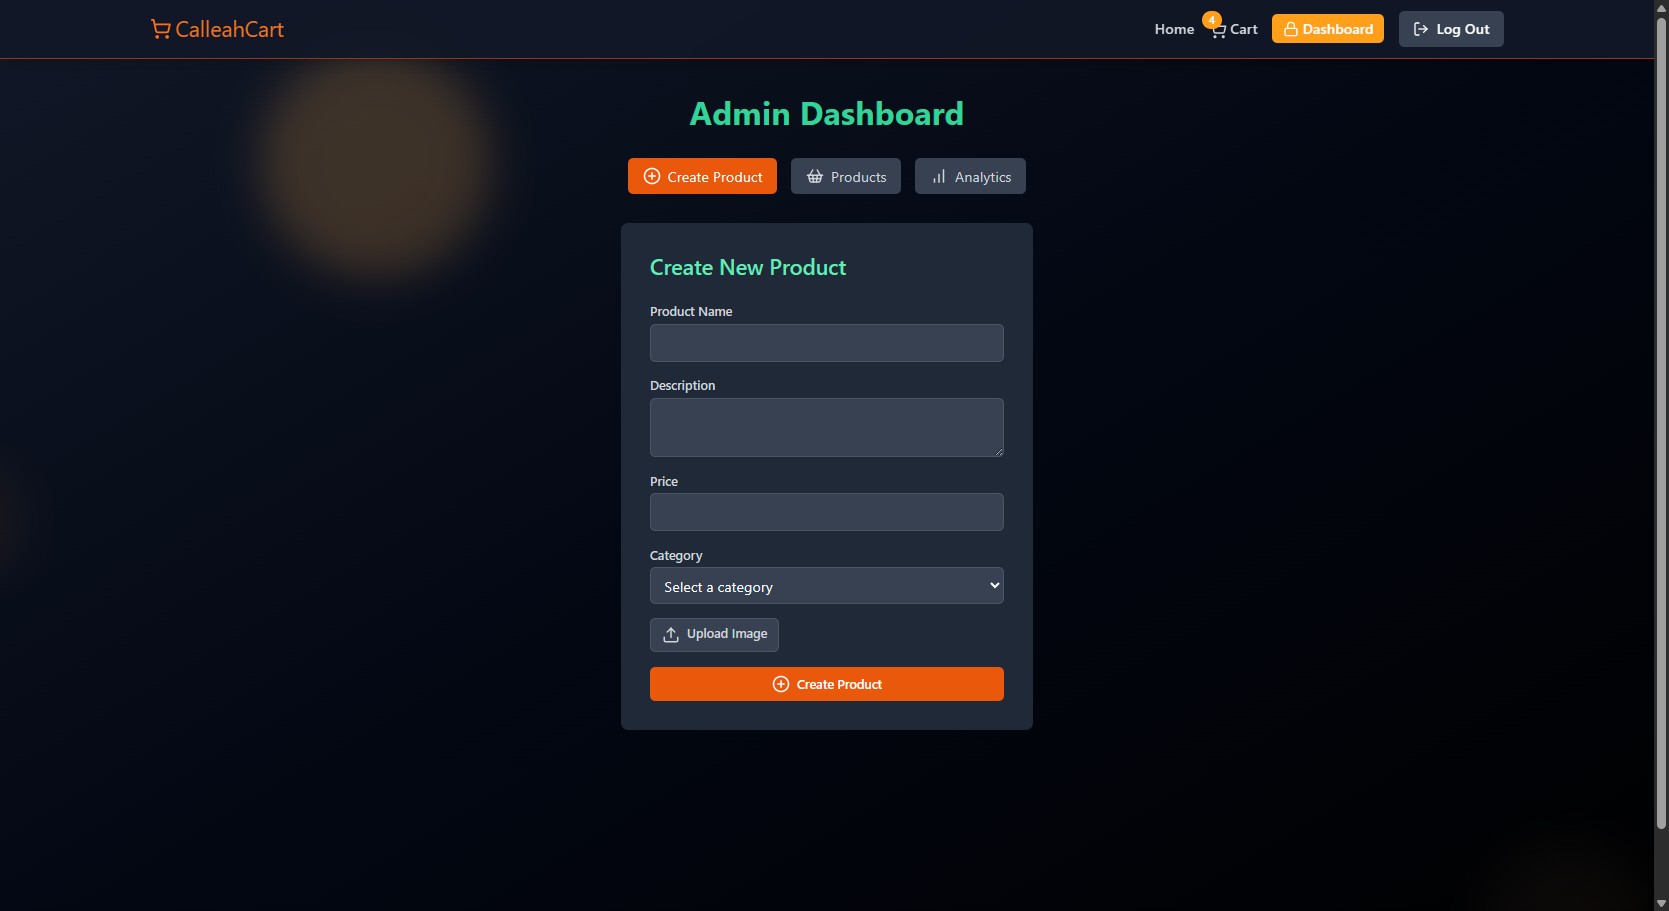 CalleahCart
Home
4
Cart
Dashboard
Log Out
Admin Dashboard
Create Product
Products
Analytics
Create New Product
Product Name
Description
Price
Category
Select a category
Upload Image
Create Product